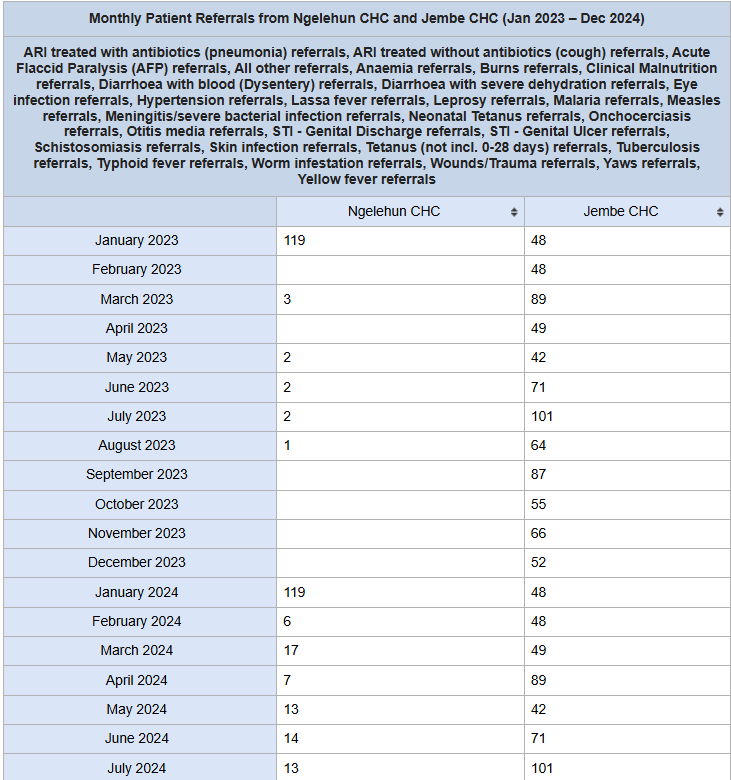 Monthly Patient Referrals from Ngelehun CHC and Jembe CHC (Jan 2023 – Dec 2024)
ARI treated with antibiotics (pneumonia) referrals, ARI treated without antibiotics (cough) referrals, Acute
Flaccid Paralysis (AFP) referrals, All other referrals, Anaemia referrals, Burns referrals, Clinical Malnutrition
referrals, Diarrhoea with blood (Dysentery) referrals, Diarrhoea with severe dehydration referrals, Eye
infection referrals, Hypertension referrals, Lassa fever referrals, Leprosy referrals, Malaria referrals, Measles
referrals, Meningitis/severe bacterial infection referrals, Neonatal Tetanus referrals, Onchocerciasis
referrals, Otitis media referrals, STI - Genital Discharge referrals, STI - Genital Ulcer referrals,
Schistosomiasis referrals, Skin infection referrals, Tetanus (not incl. 0-28 days) referrals, Tuberculosis
referrals, Typhoid fever referrals, Worm infestation referrals, Wounds/Trauma referrals, Yaws referrals,
Yellow fever referrals
Ngelehun CHC Jembe CHC
January 2023 119 48
February 2023 48
March 2023 3 89
April 2023 49
May 2023 2 42
June 2023 2 71
July 2023 2 101
August 2023 1 64
September 2023 87
October 2023 55
November 2023 66
December 2023 52
January 2024 119 48
February 2024 6 48
March 2024 17 49
April 2024 7 89
May 2024 13 42
June 2024 14 71
July 2024 13 101